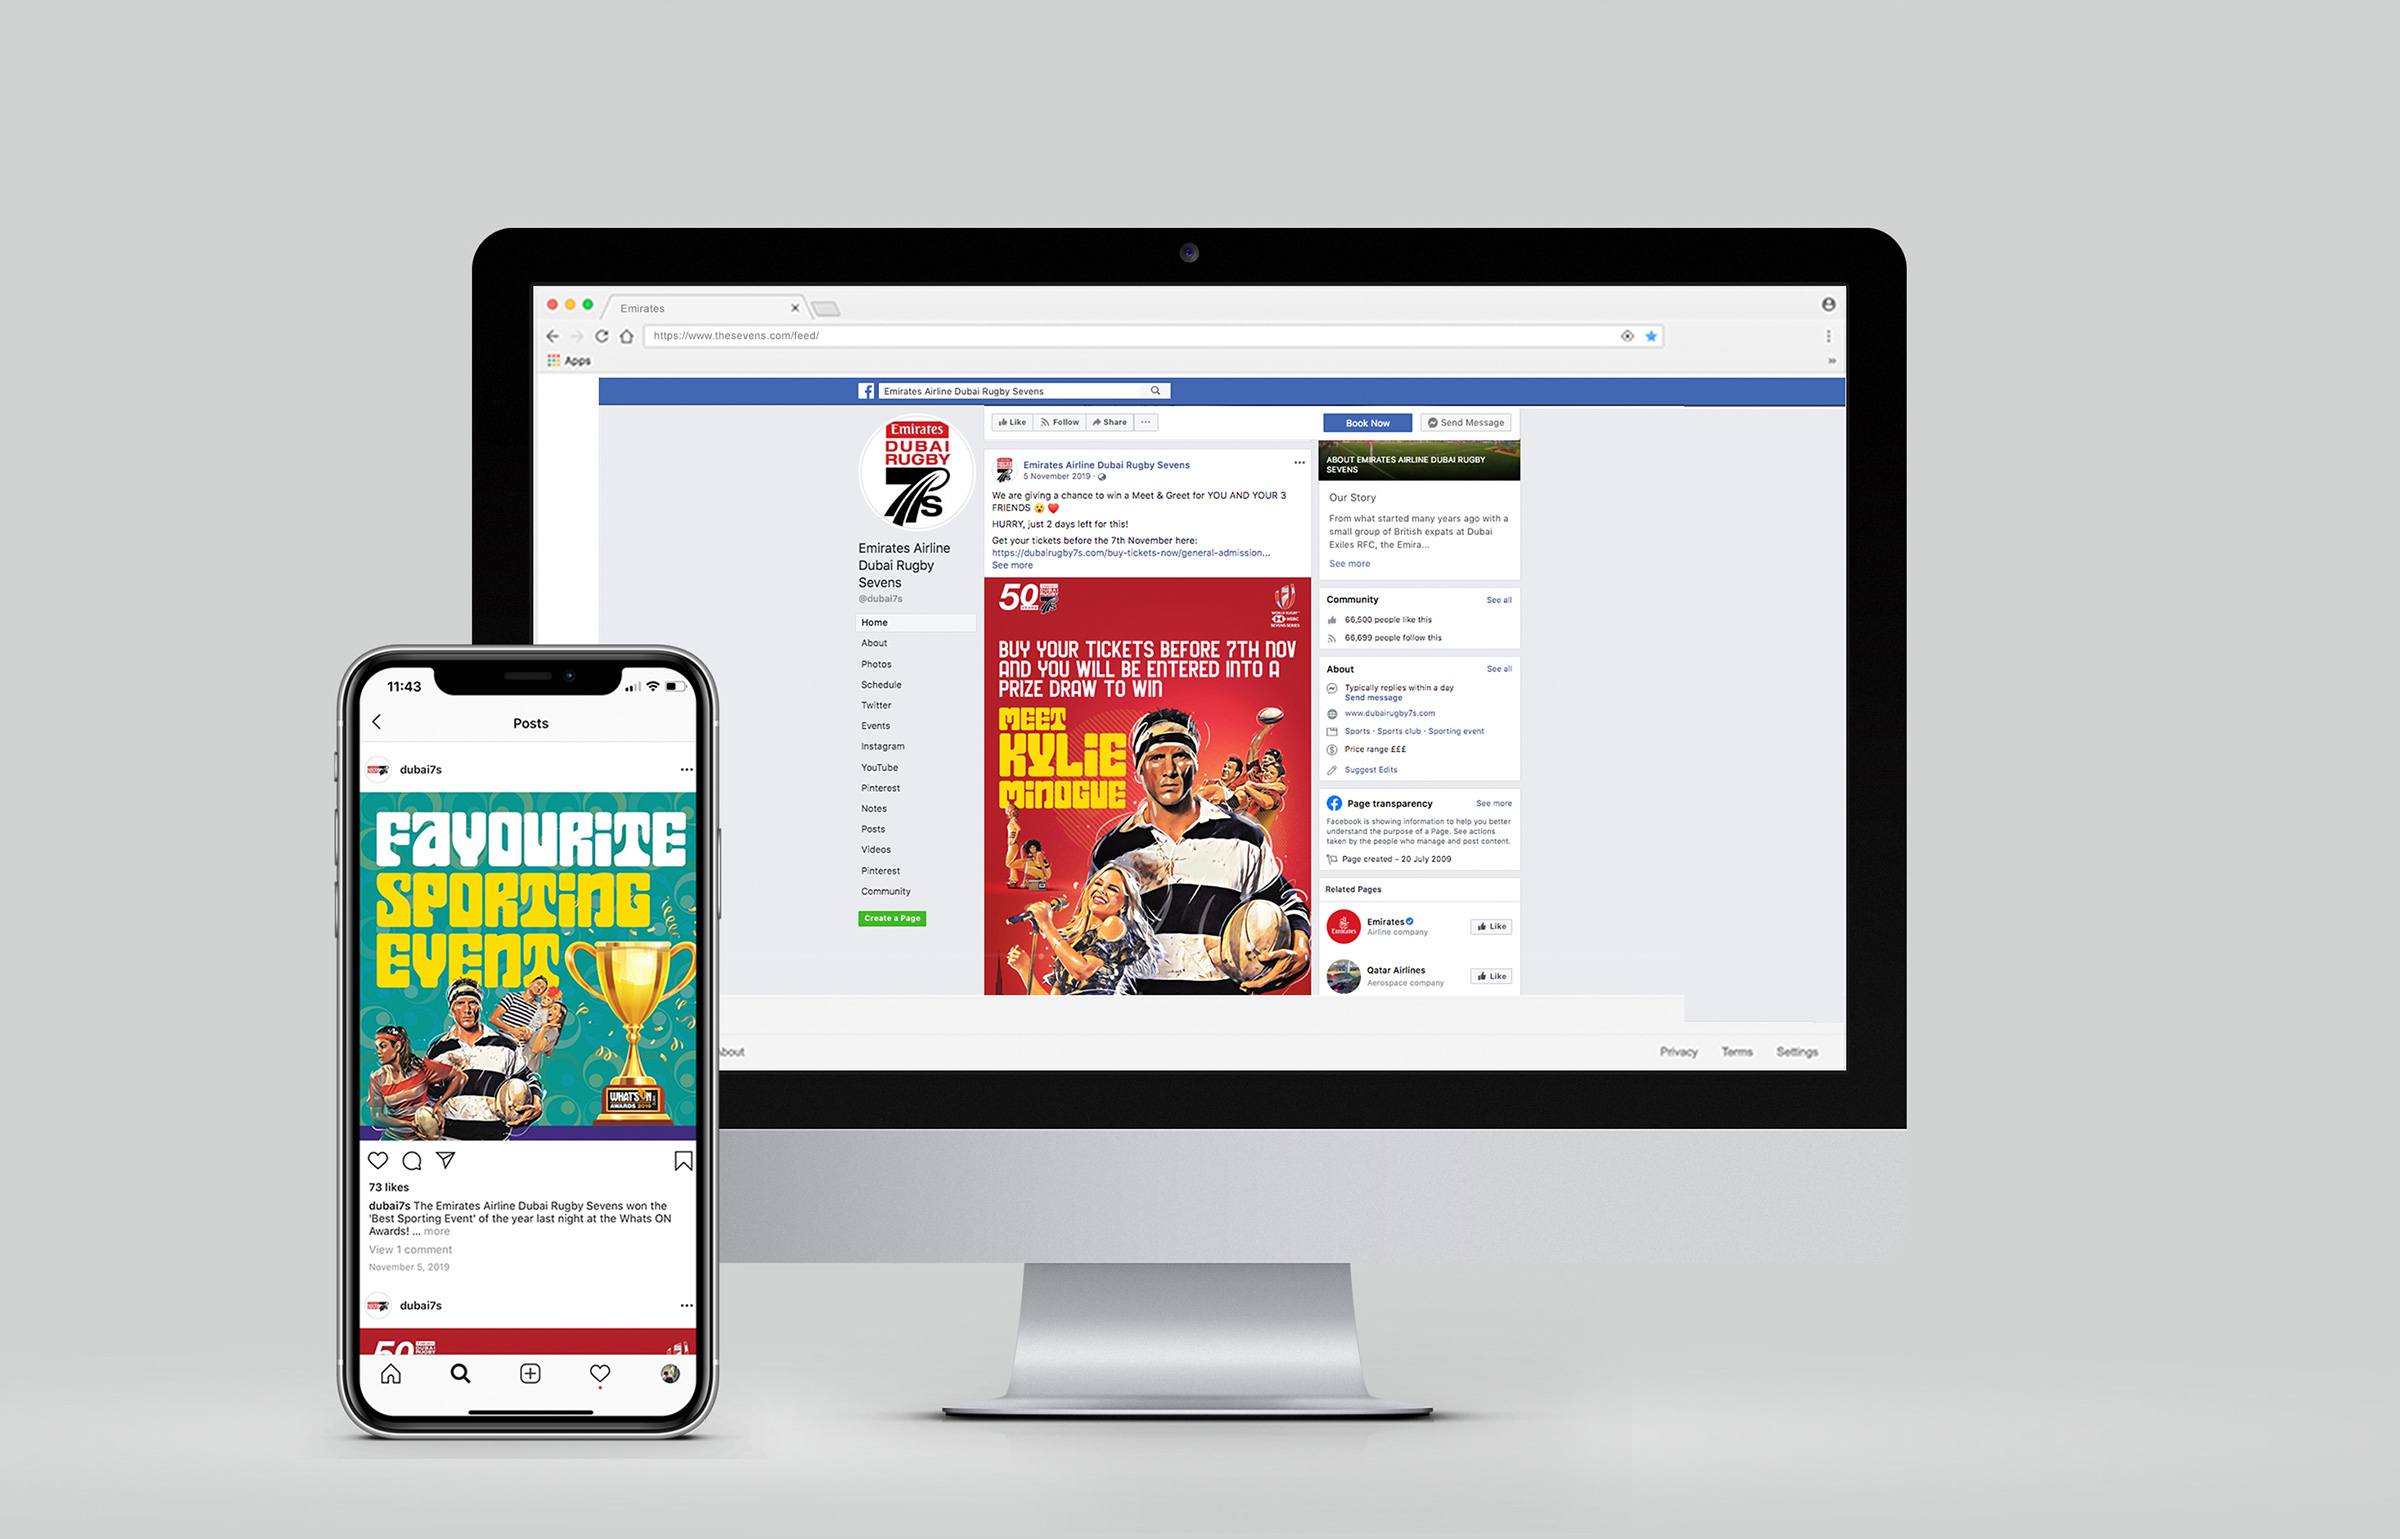 Emirates
https://www.thesevens.com/feed/
Apps
Emirates Airline Dubai Rugby Sevens
Emirates
DUBAI
RUGBY
7s
Emirates Airline
Dubai Rugby
Sevens
@dubai7s
Home
About
Photos
Schedule
Twitter
Events
Instagram
YouTube
Pinterest
Notes
Posts
Videos
Pinterest
Community
Create a Page
Like
Follow
Share
Emirates Airline Dubai Rugby Sevens
5 November 2019 ·
We are giving a chance to win a Meet & Greet for YOU AND YOUR 3
FRIENDS 😮 ❤️
HURRY, just 2 days left for this!
Get your tickets before the 7th November here:
https://dubairugby7s.com/buy-tickets-now/general-admission...
See more
50
HSBC
SEVENS SERIES
BUY YOUR TICKETS BEFORE 7TH NOV
AND YOU WILL BE ENTERED INTO A
PRIZE DRAW TO WIN
MEET
KYLIE
MINOGUE
Book Now
Send Message
ABOUT EMIRATES AIRLINE DUBAI RUGBY
SEVENS
Our Story
From what started many years ago with a
small group of British expats at Dubai
Exiles RFC, the Emira...
See more
Community
See all
66,500 people like this
66,699 people follow this
About
See all
Typically replies within a day
Send message
www.dubairugby7s.com
Sports · Sports club · Sporting event
Price range £££
Suggest Edits
Page transparency
See more
Facebook is showing information to help you better
understand the purpose of a Page. See actions
taken by the people who manage and post content.
Page created – 20 July 2009
Related Pages
Emirates
Airline company
Like
Qatar Airlines
Aerospace company
Like
bout
Privacy
Terms
Settings
11:43
Posts
dubai7s
FAVOURITE
SPORTING
EVENT
WHAT'S ON
AWARDS 2019
73 likes
dubai7s The Emirates Airline Dubai Rugby Sevens won the
'Best Sporting Event' of the year last night at the Whats ON
Awards! ... more
View 1 comment
November 5, 2019
dubai7s
50